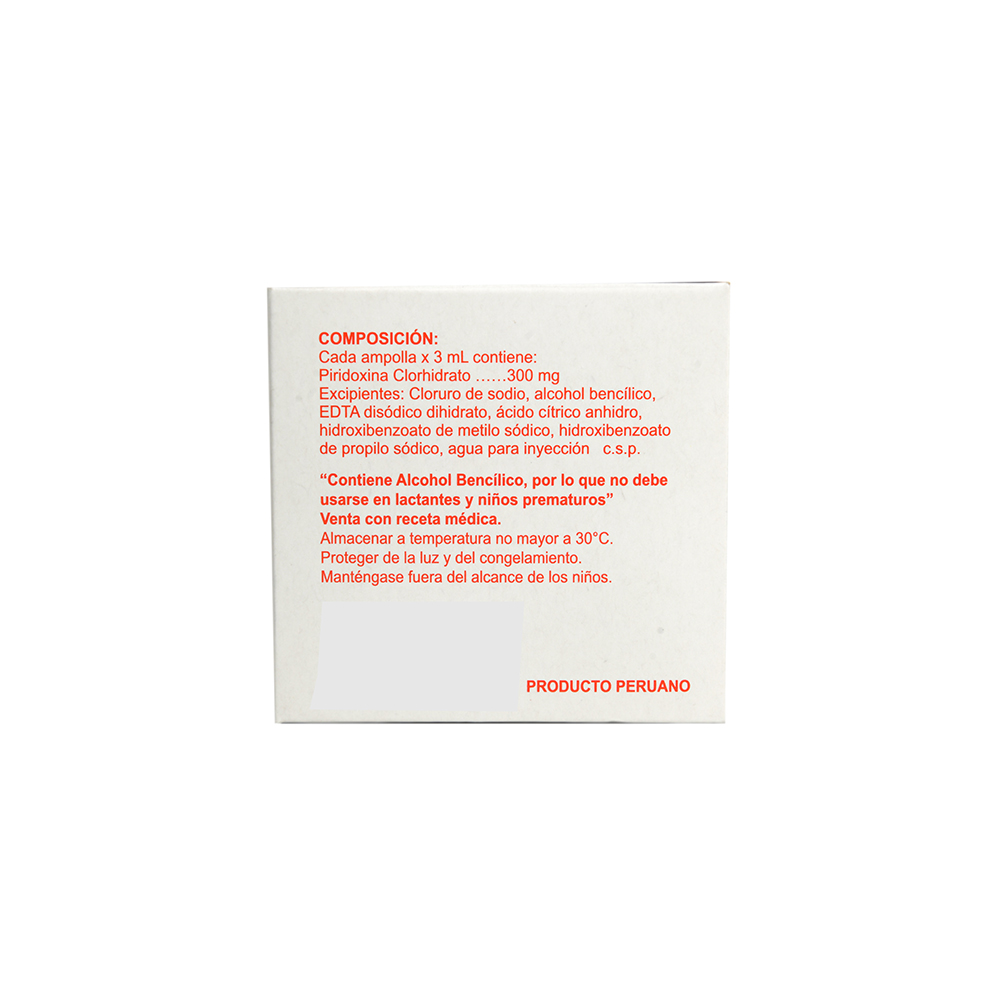 COMPOSICIÓN:
Cada ampolla x 3 mL contiene:
Piridoxina Clorhidrato ......300 mg
Excipientes: Cloruro de sodio, alcohol bencílico,
EDTA disódico dihidrato, ácido cítrico anhidro,
hidroxibenzoato de metilo sódico, hidroxibenzoato
de propilo sódico, agua para inyección c.s.p.
“Contiene Alcohol Bencílico, por lo que no debe
usarse en lactantes y niños prematuros”
Venta con receta médica.
Almacenar a temperatura no mayor a 30°C.
Proteger de la luz y del congelamiento.
Manténgase fuera del alcance de los niños.
PRODUCTO PERUANO